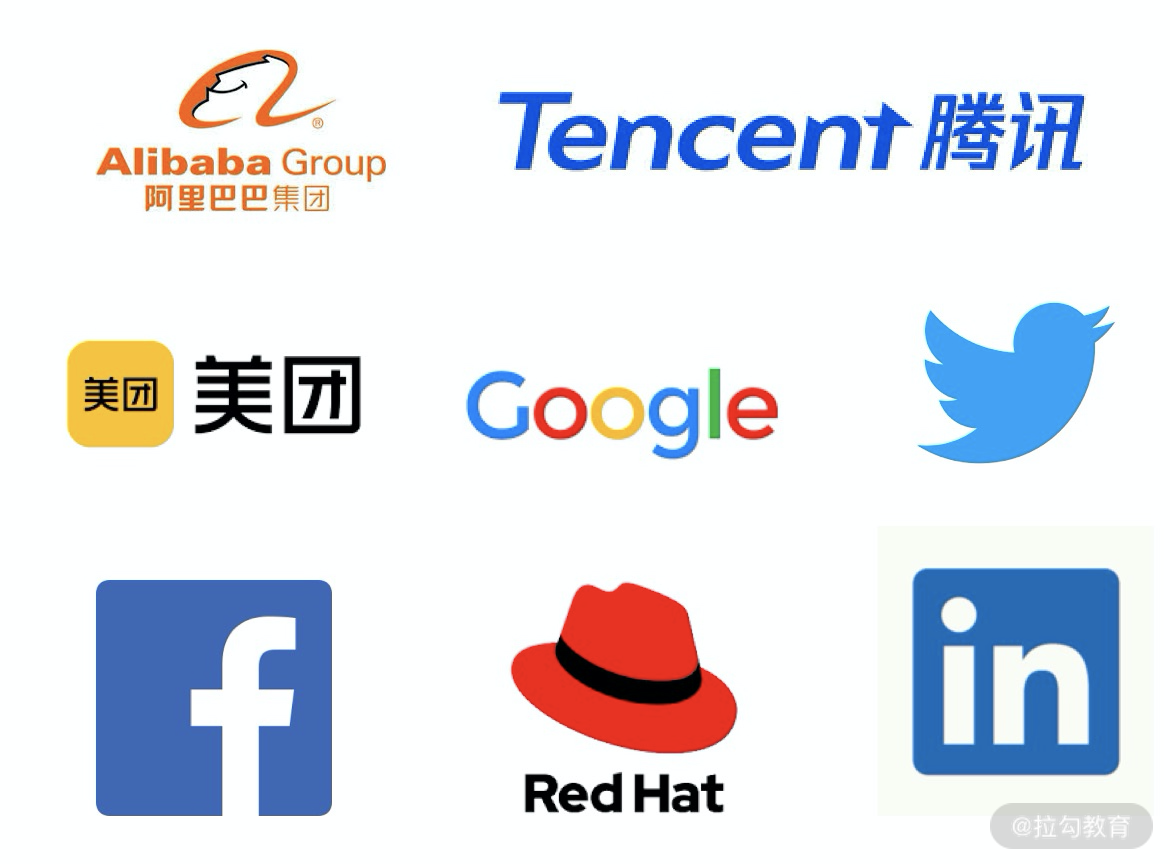 Alibaba Group
阿里巴巴集团
Tencent 腾讯
美团 美团
Google
f
Red Hat
in
@拉勾教育